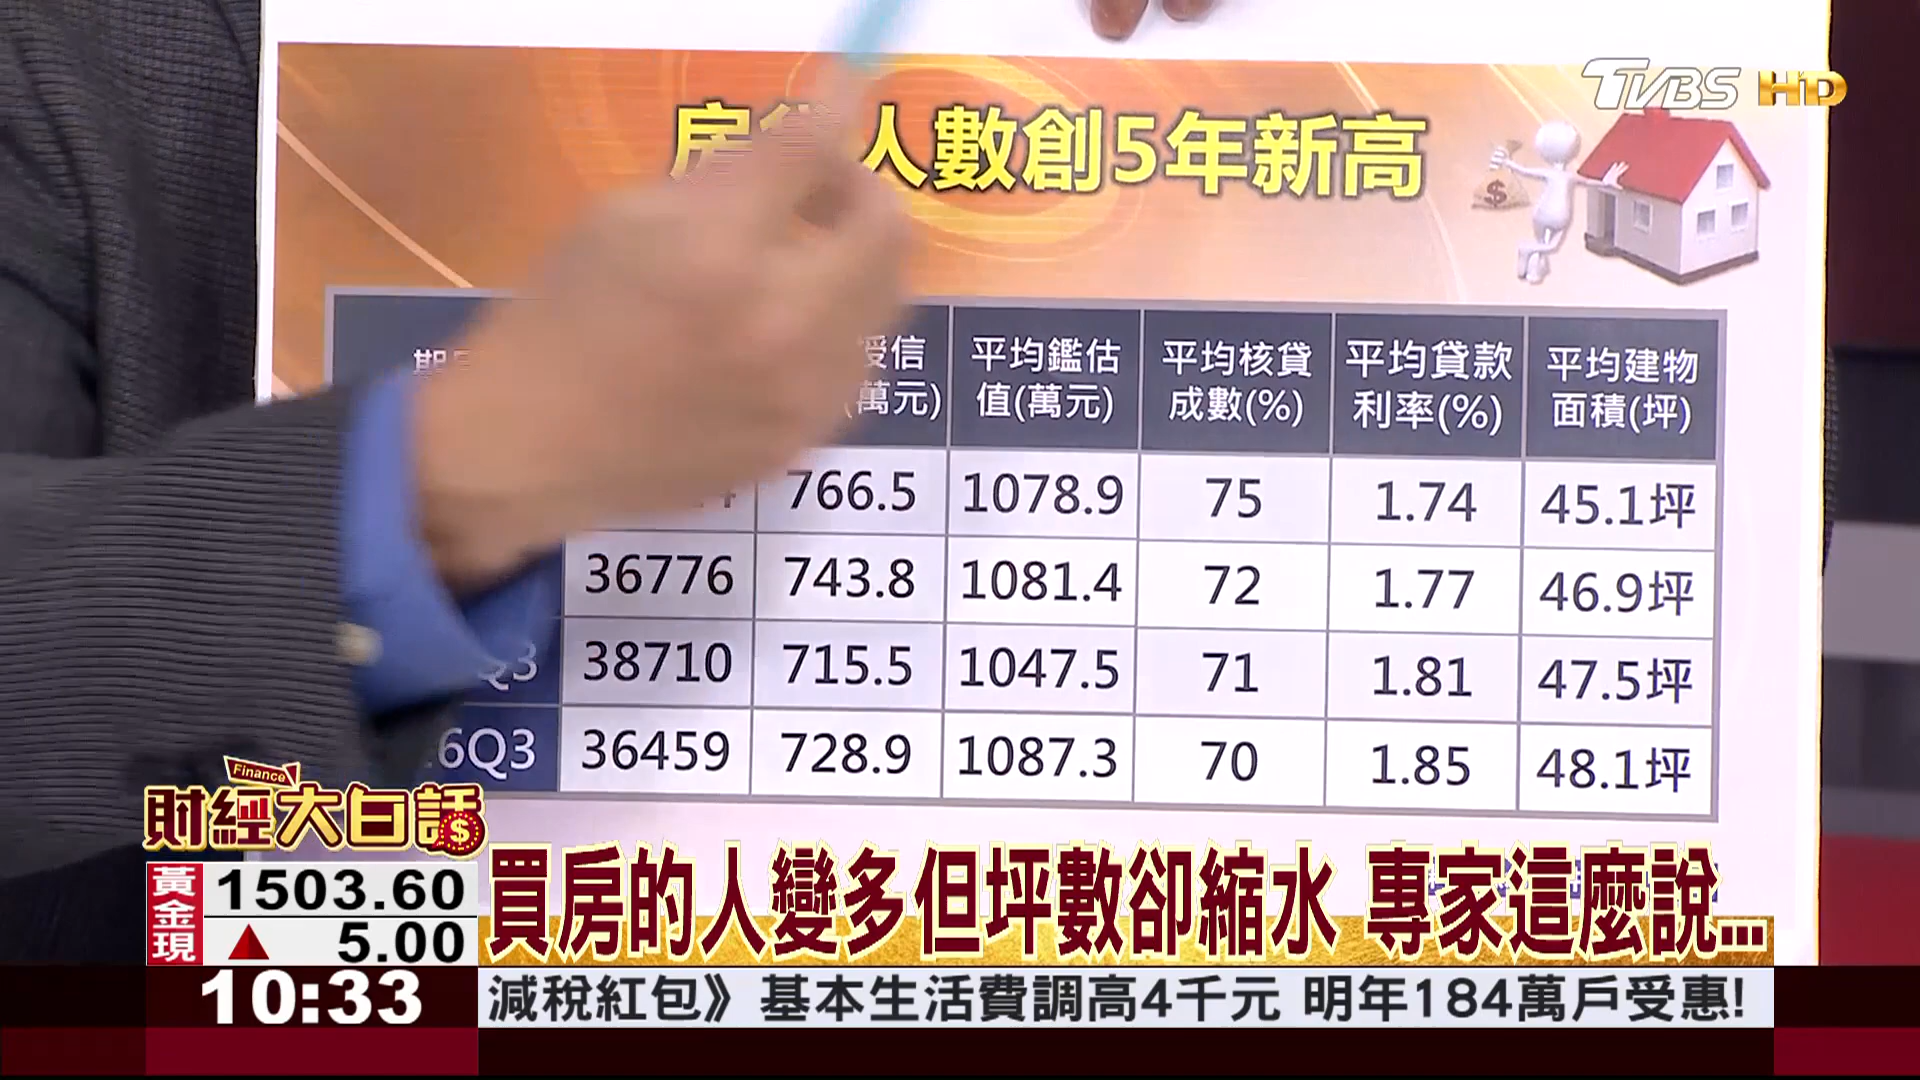 TVBS HD
房貸人數創5年新高
授信 平均鑑估 平均核貸 平均貸款 平均建物
(萬元) 值(萬元) 成數(%) 利率(%) 面積(坪)
766.5 1078.9 75 1.74 45.1坪
36776 743.8 1081.4 72 1.77 46.9坪
Q3 38710 715.5 1047.5 71 1.81 47.5坪
6Q3 36459 728.9 1087.3 70 1.85 48.1坪
Finance
財經大白話
$
黃金現 1503.60
▲ 5.00
買房的人變多但坪數卻縮水 專家這麼說...
10:33
減稅紅包》基本生活費調高4千元 明年184萬戶受惠!